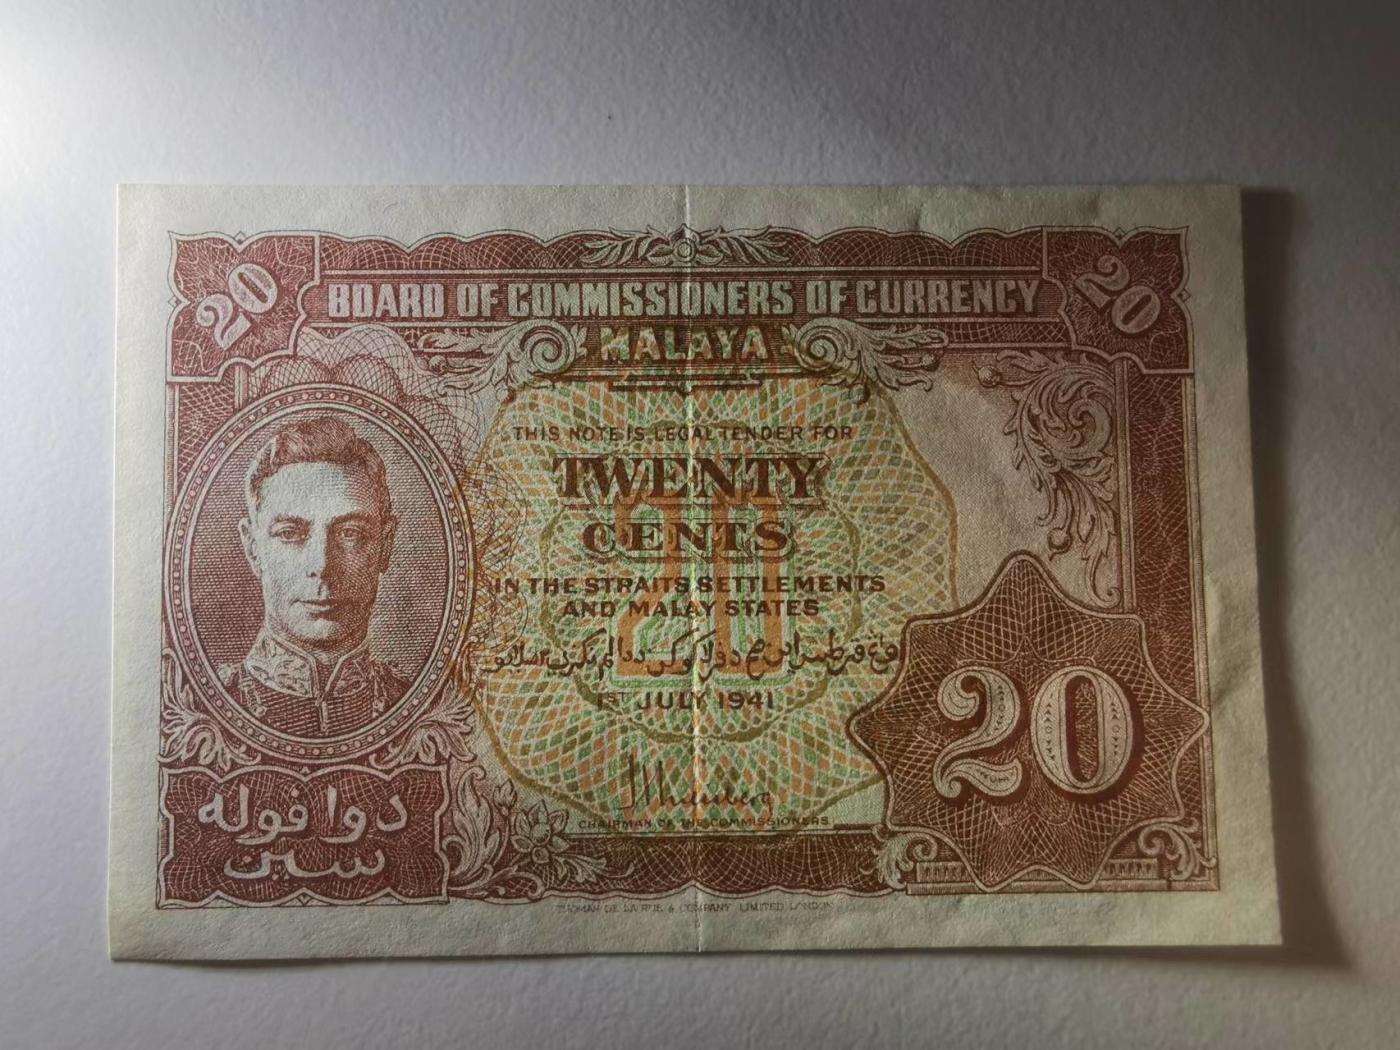 20 BOARD OF COMMISSIONERS OF CURRENCY 20
MALAYA
THIS NOTE IS LEGAL TENDER FOR
TWENTY
CENTS
20
IN THE STRAITS SETTLEMENTS
AND MALAY STATES
1ST JULY 1941
20
CHAIRMAN OF THE COMMISSIONERS
دوا ڤوله
سين
THOMAS DE LA RUE & COMPANY, LIMITED, LONDON